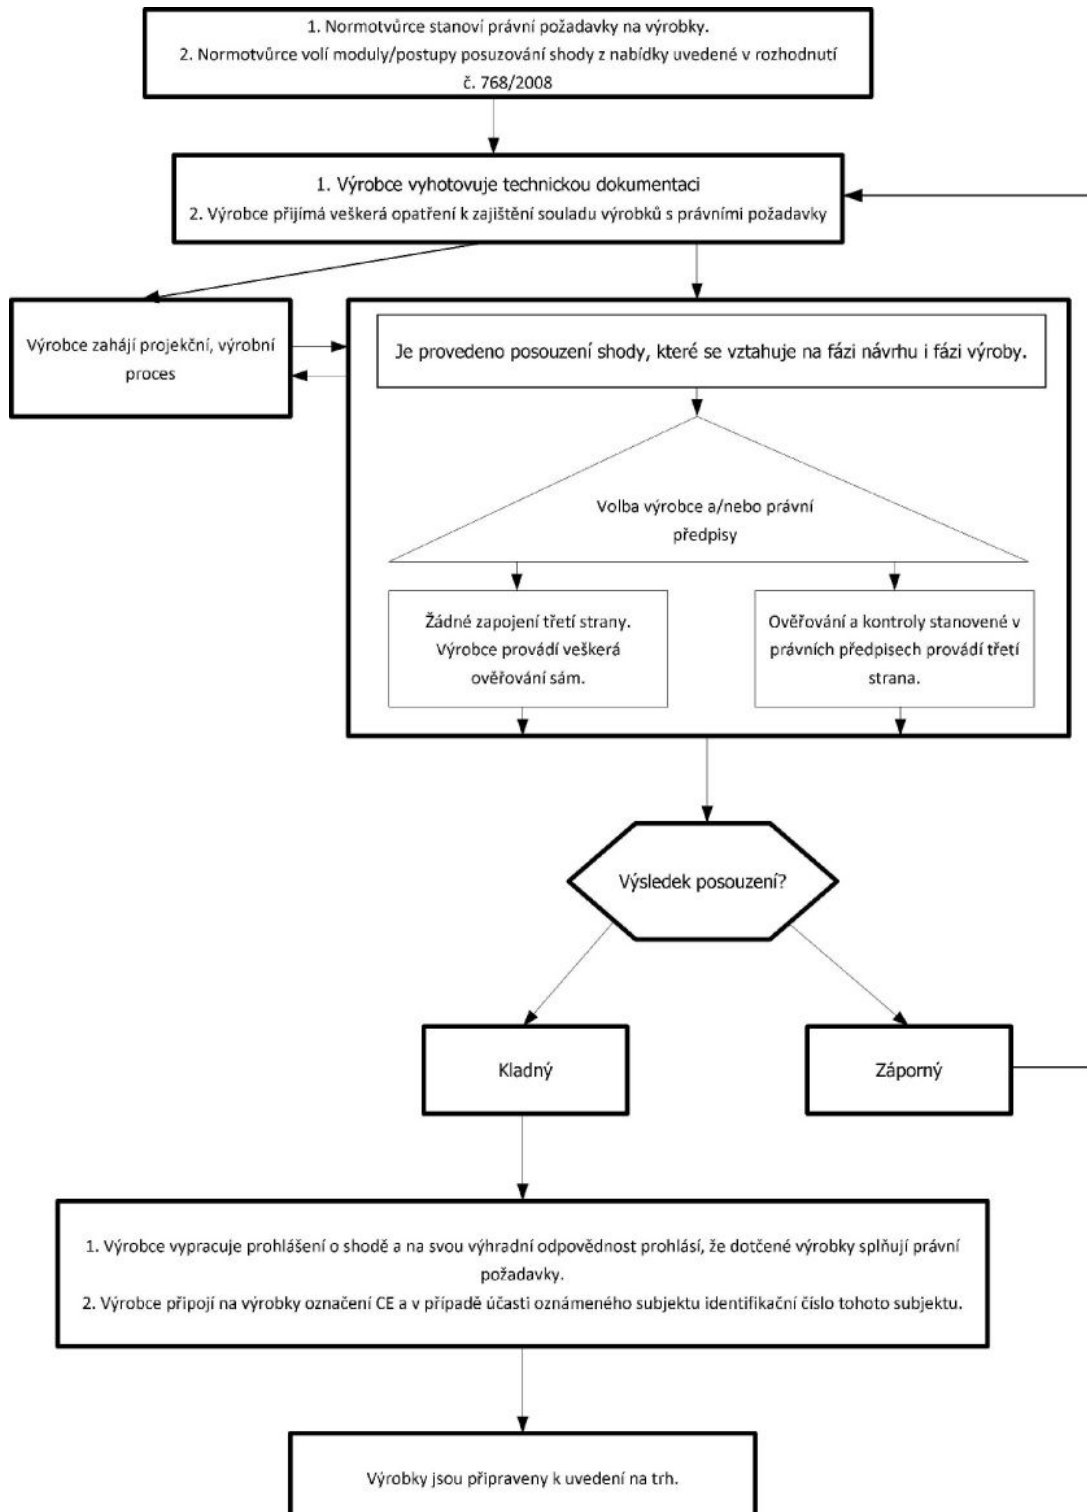 1. Normotvůrce stanoví právní požadavky na výrobky.
2. Normotvůrce volí moduly/postupy posuzování shody z nabídky uvedené v rozhodnutí
č. 768/2008
1. Výrobce vyhotovuje technickou dokumentaci
2. Výrobce přijímá veškerá opatření k zajištění souladu výrobků s právními požadavky
Výrobce zahájí projekční, výrobní
proces
Je provedeno posouzení shody, které se vztahuje na fázi návrhu i fázi výroby.
Volba výrobce a/nebo právní
předpisy
Žádné zapojení třetí strany.
Výrobce provádí veškerá
ověřování sám.
Ověřování a kontroly stanovené v
právních předpisech provádí třetí
strana.
Výsledek posouzení?
Kladný
Záporný
1. Výrobce vypracuje prohlášení o shodě a na svou výhradní odpovědnost prohlásí, že dotčené výrobky splňují právní
požadavky.
2. Výrobce připojí na výrobky označení CE a v případě účasti oznámeného subjektu identifikační číslo tohoto subjektu.
Výrobky jsou připraveny k uvedení na trh.